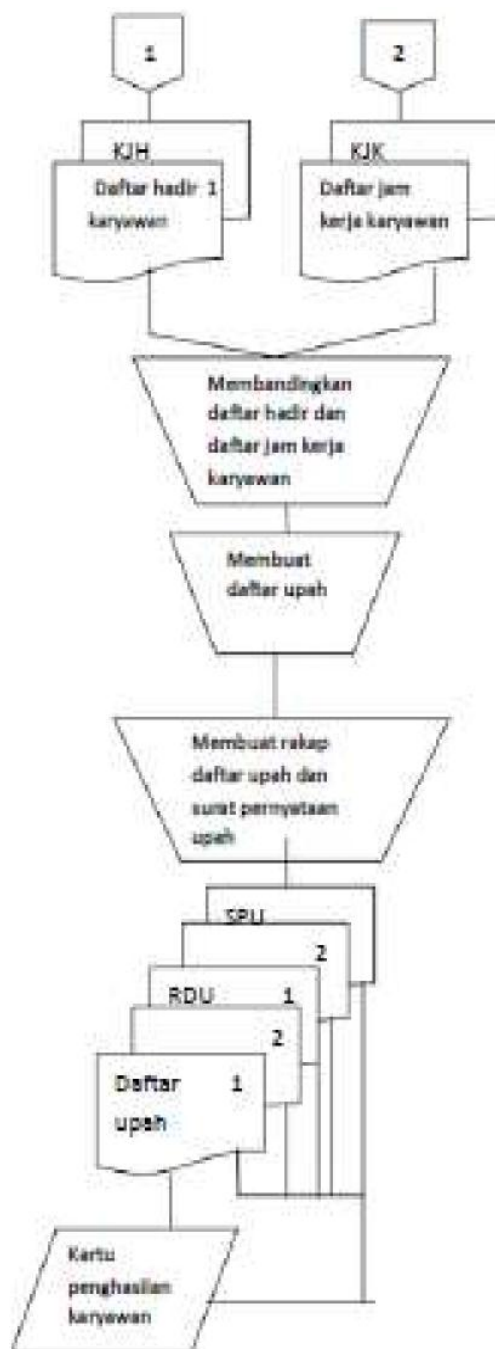 1
2
KJH
Daftar hadir 1
karyawan
KJK
Daftar jam
kerja karyawan
Membandingkan
daftar hadir dan
daftar jam kerja
karyawan
Membuat
daftar upah
Membuat rakap
daftar upah dan
surat pernyataan
upah
SPU
2
RDU 1
2
Daftar 1
upah
Kartu
penghasilan
karyawan